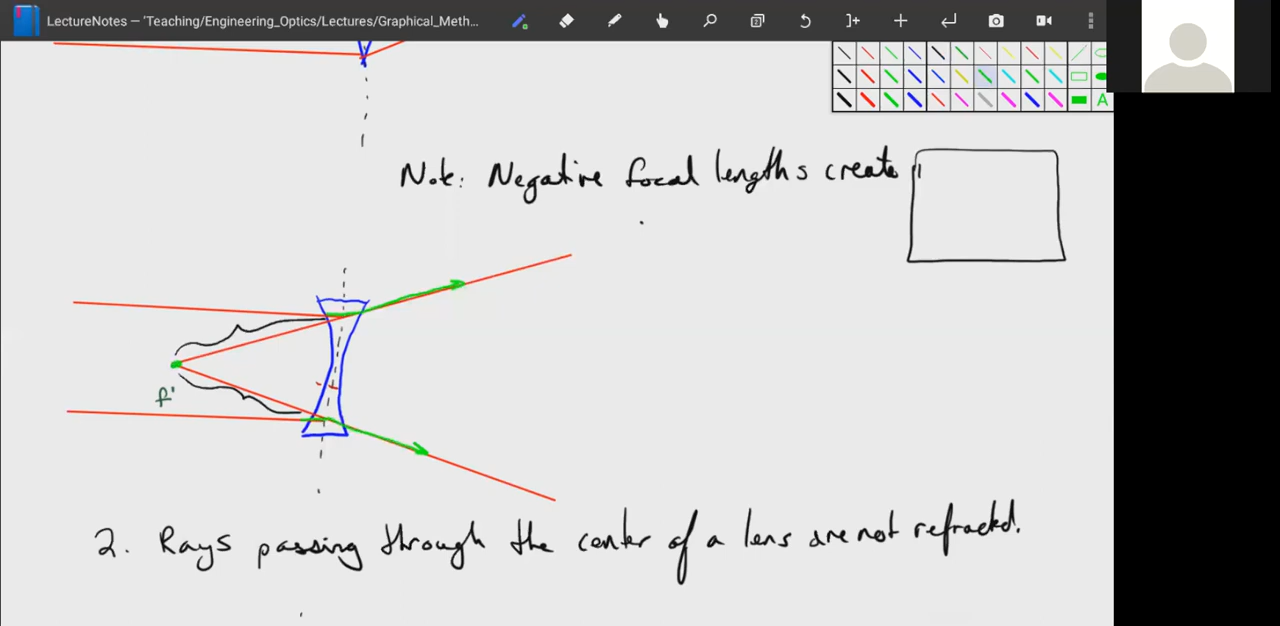 LectureNotes — ‘Teaching/Engineering_Optics/Lectures/Graphical_Meth...
A
Note: Negative focal lengths create
f'
2. Rays passing through the center of a lens are not refracted.